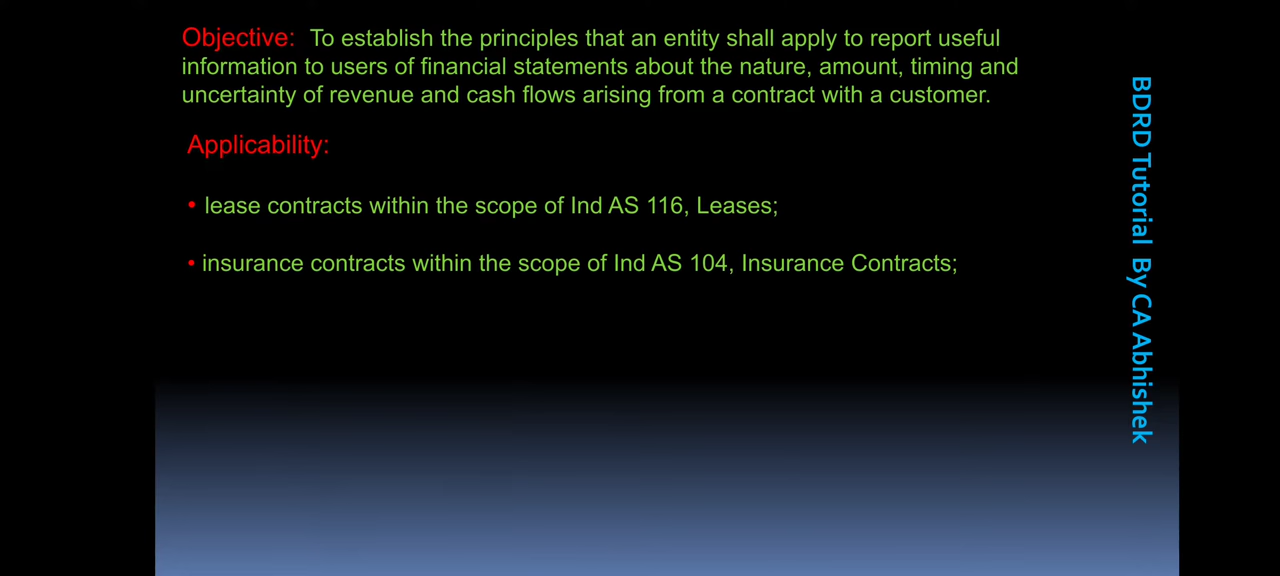 Objective: To establish the principles that an entity shall apply to report useful
information to users of financial statements about the nature, amount, timing and
uncertainty of revenue and cash flows arising from a contract with a customer.
Applicability:
• lease contracts within the scope of Ind AS 116, Leases;
• insurance contracts within the scope of Ind AS 104, Insurance Contracts;
BDRD Tutorial By CA Abhishek